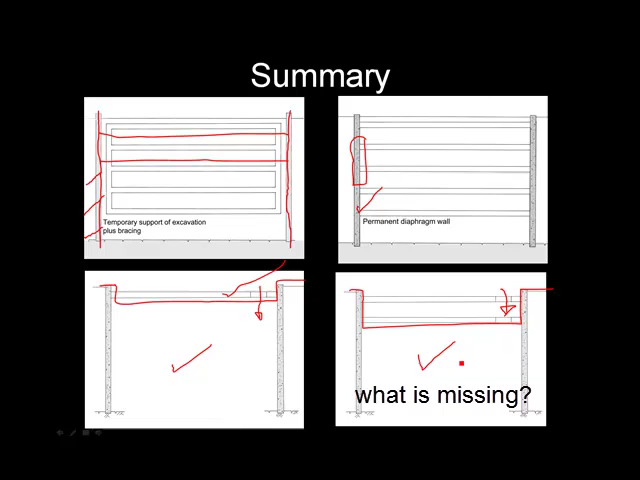 Summary
Temporary support of excavation
plus bracing
Permanent diaphragm wall
what is missing?